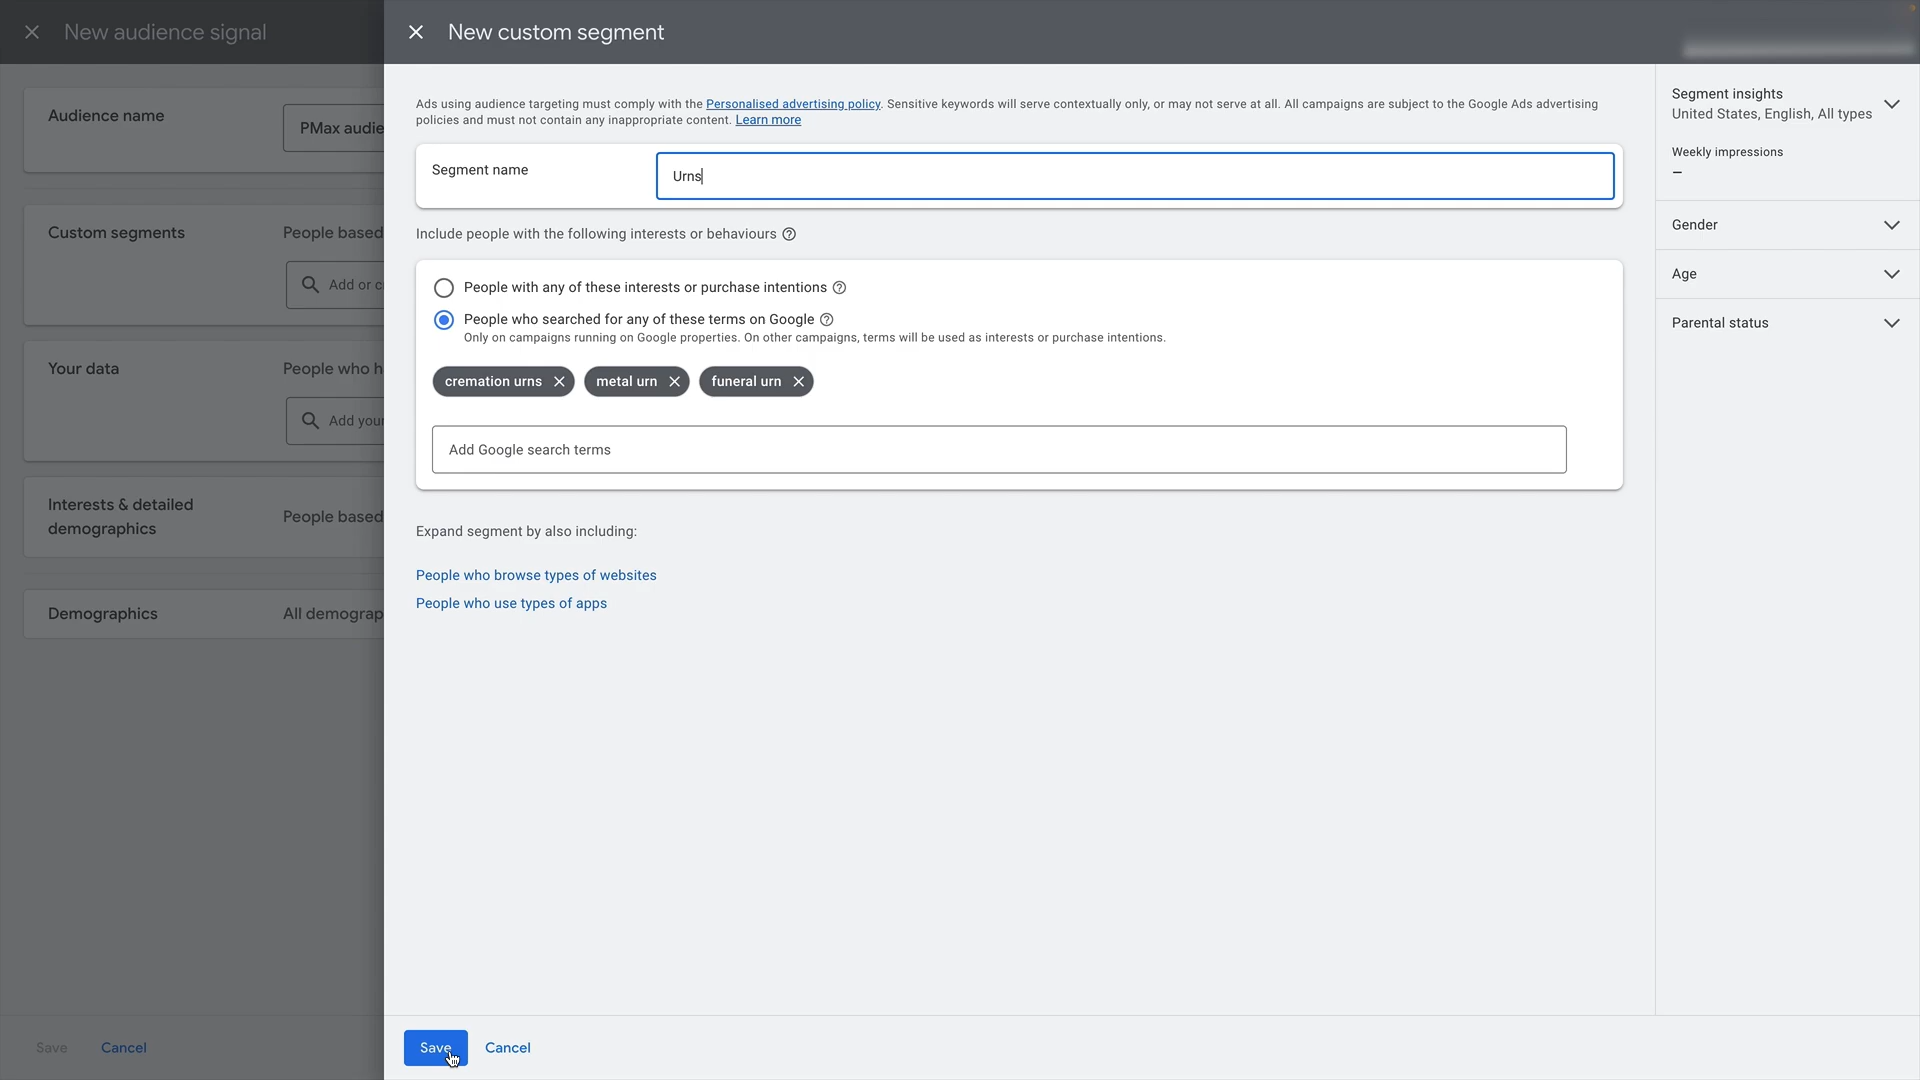 New audience signal
New custom segment
Audience name
PMax audie
Custom segments
People based
Add or c
Your data
People who h
Add your
Interests & detailed
demographics
People based
Demographics
All demograp
Save
Cancel
Ads using audience targeting must comply with the Personalised advertising policy. Sensitive keywords will serve contextually only, or may not serve at all. All campaigns are subject to the Google Ads advertising
policies and must not contain any inappropriate content. Learn more
Segment name
Urns
Include people with the following interests or behaviours
People with any of these interests or purchase intentions
People who searched for any of these terms on Google
Only on campaigns running on Google properties. On other campaigns, terms will be used as interests or purchase intentions.
cremation urns
metal urn
funeral urn
Add Google search terms
Expand segment by also including:
People who browse types of websites
People who use types of apps
Save
Cancel
Segment insights
United States, English, All types
Weekly impressions
–
Gender
Age
Parental status